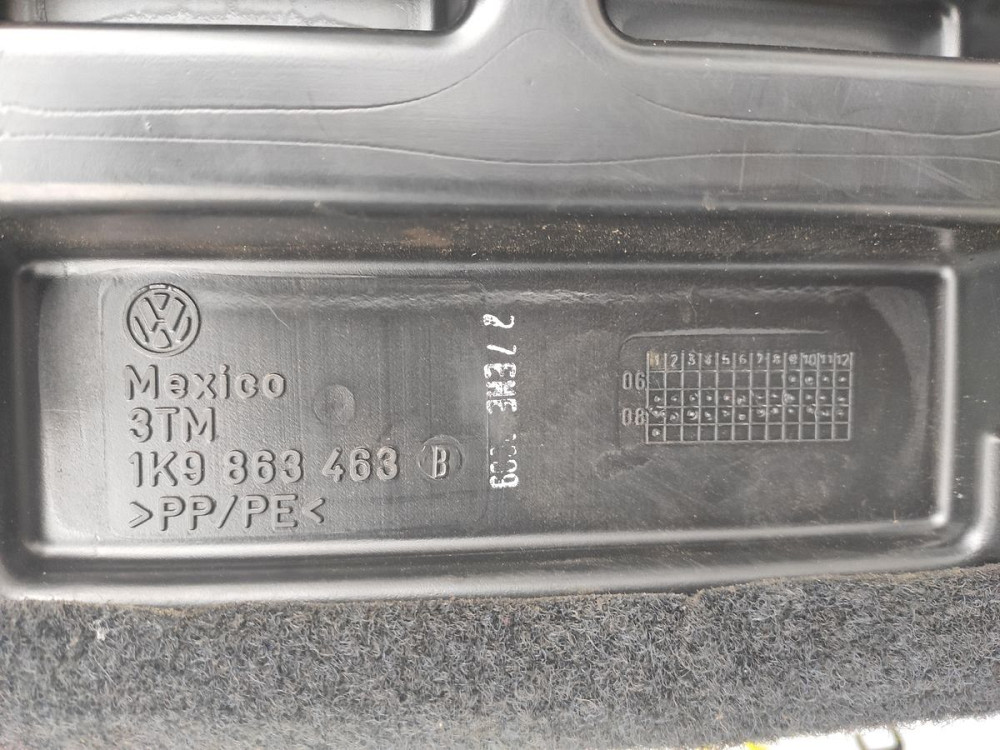 Mexico
3TM
1K9 863 463 B
>PP/PE<
1 2 3 4 5 6 7 8 9 10 11 12
06
08